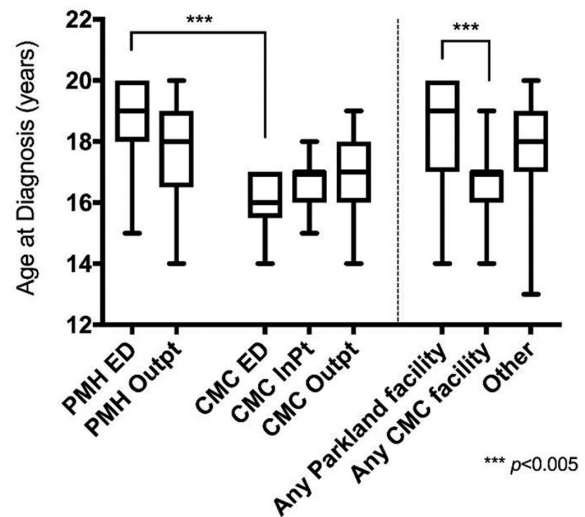 ***
***
22
20
18
16
14
12
Age at Diagnosis (years)
PMH ED
PMH Outpt
CMC ED
CMC InPt
CMC Outpt
Any Parkland facility
Any CMC facility
Other
*** p<0.005